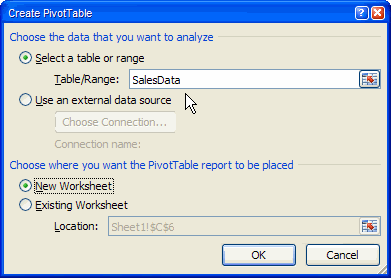 Create PivotTable
Choose the data that you want to analyze
Select a table or range
Table/Range: SalesData
Use an external data source
Choose Connection...
Connection name:
Choose where you want the PivotTable report to be placed
New Worksheet
Existing Worksheet
Location: Sheet1!$C$6
OK Cancel